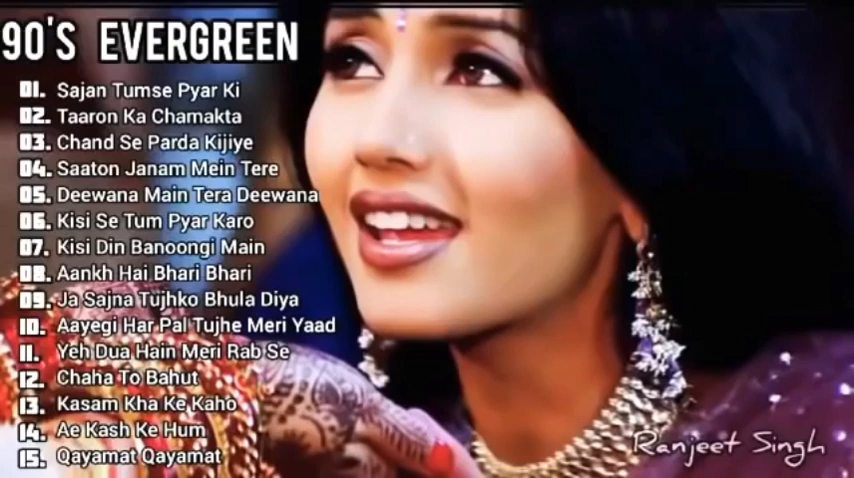 90'S EVERGREEN
01. Sajan Tumse Pyar Ki
02. Taaron Ka Chamakta
03. Chand Se Parda Kijiye
04. Saaton Janam Mein Tere
05. Deewana Main Tera Deewana
06. Kisi Se Tum Pyar Karo
07. Kisi Din Banoongi Main
08. Aankh Hai Bhari Bhari
09. Ja Sajna Tujhko Bhula Diya
10. Aayegi Har Pal Tujhe Meri Yaad
11. Yeh Dua Hain Meri Rab Se
12. Chaha To Bahut
13. Kasam Kha Ke Kaho
14. Ae Kash Ke Hum
15. Qayamat Qayamat
Ranjeet Singh